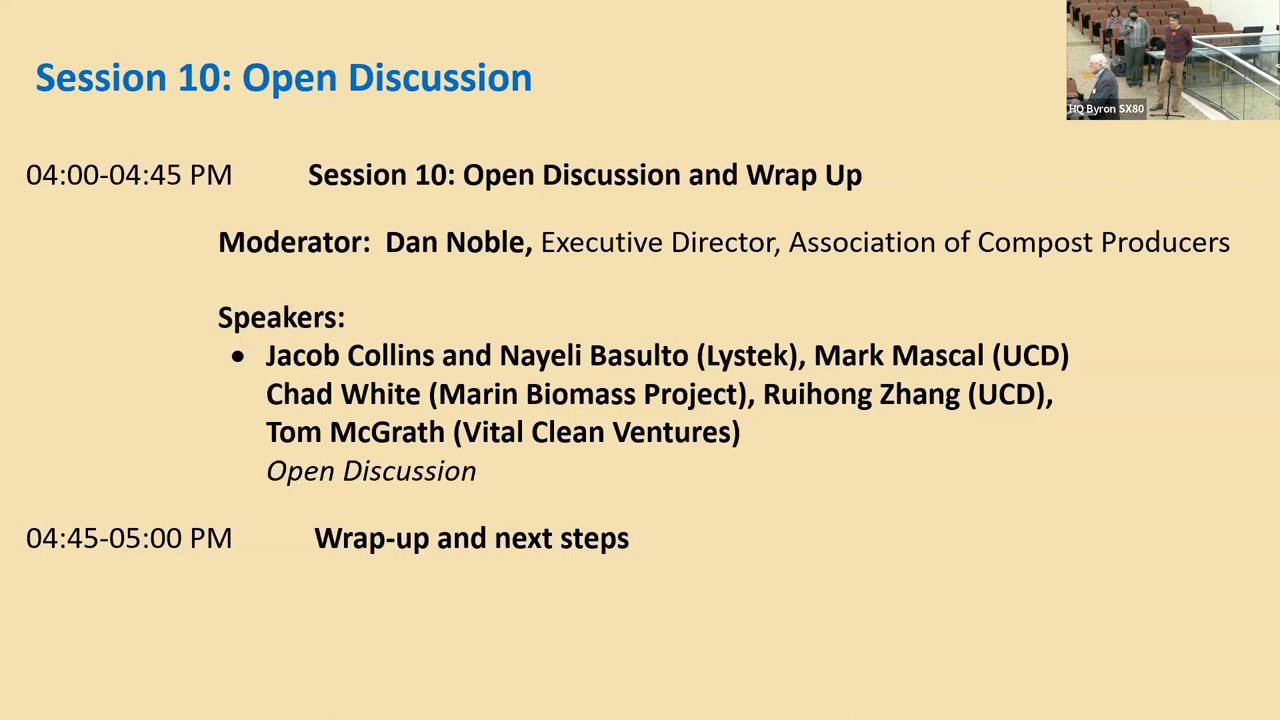 Session 10: Open Discussion
HQ Byron SX80
04:00-04:45 PM Session 10: Open Discussion and Wrap Up
Moderator: Dan Noble, Executive Director, Association of Compost Producers
Speakers:
• Jacob Collins and Nayeli Basulto (Lystek), Mark Mascal (UCD)
Chad White (Marin Biomass Project), Ruihong Zhang (UCD),
Tom McGrath (Vital Clean Ventures)
Open Discussion
04:45-05:00 PM Wrap-up and next steps